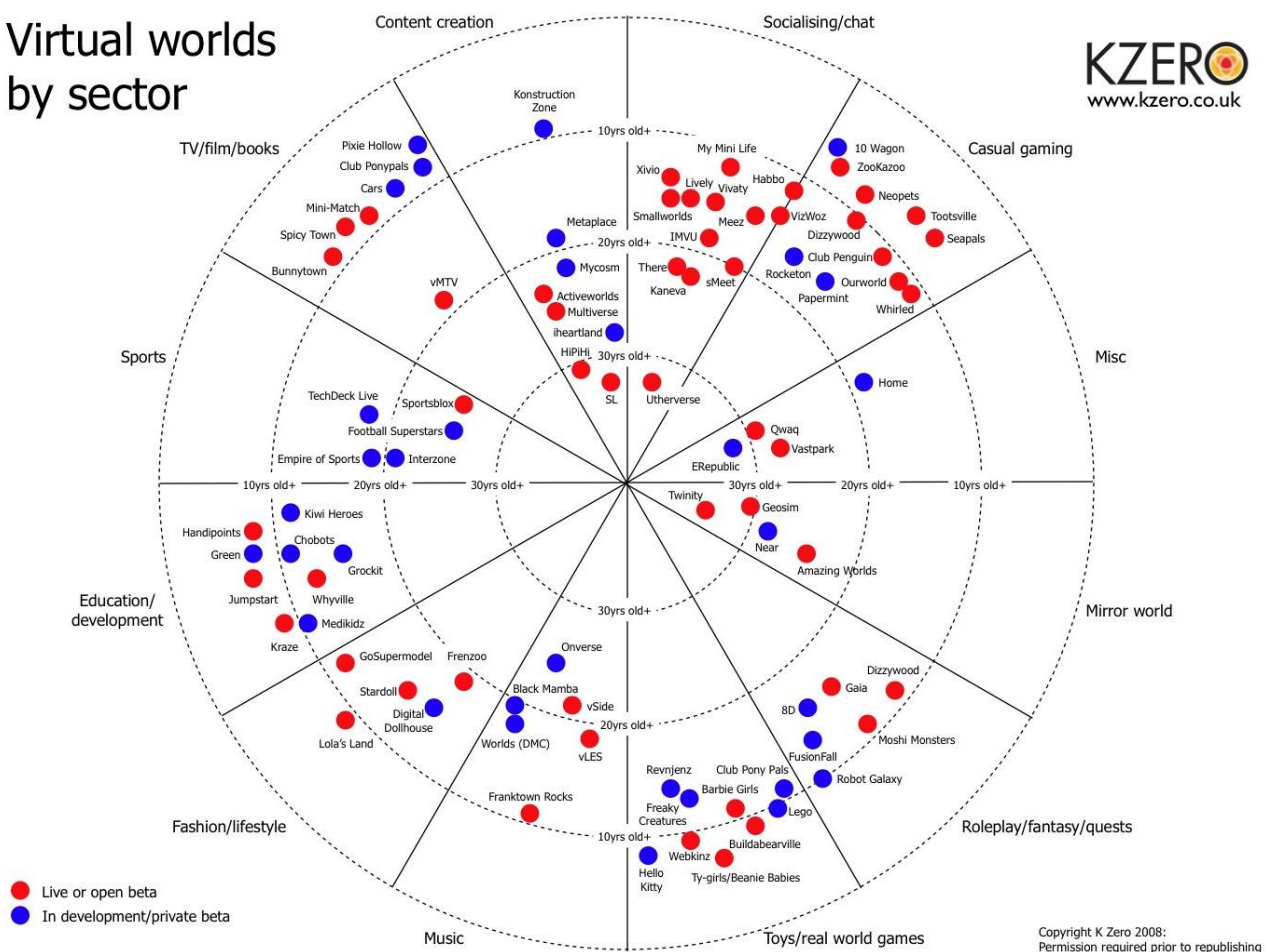 Virtual worlds
by sector
Content creation
Socialising/chat
KZERO
www.kzero.co.uk
Konstruction
Zone
10yrs old+
TV/film/books
Pixie Hollow
Club Ponypals
Cars
Mini-Match
Spicy Town
Bunnytown
My Mini Life
Xivio
Lively
Vivaty
Habbo
Smallworlds
Meez
VizWoz
IMVU
10 Wagon
ZooKazoo
Casual gaming
Neopets
Tootsville
Dizzywood
Seapals
Metaplace
20yrs old+
Mycosm
There
Kaneva
sMeet
Rocketon
Club Penguin
Papermint
Ourworld
Whirled
vMTV
Activeworlds
Multiverse
iheartland
HiPiHi
30yrs old+
SL
Utherverse
Sports
Misc
Home
TechDeck Live
Sportsblox
Football Superstars
Empire of Sports
Interzone
Qwaq
Vastpark
ERepublic
10yrs old+
20yrs old+
30yrs old+
30yrs old+
20yrs old+
10yrs old+
Kiwi Heroes
Handipoints
Chobots
Green
Grockit
Jumpstart
Whyville
Education/
development
Medikidz
Kraze
Twinity
Geosim
Near
Amazing Worlds
30yrs old+
Mirror world
GoSupermodel
Frenzoo
Onverse
Stardoll
Digital
Dollhouse
Lola's Land
Black Mamba
vSide
Worlds (DMC)
20yrs old+
vLES
Dizzywood
Gaia
8D
Moshi Monsters
FusionFall
Robot Galaxy
Franktown Rocks
Revnjenz
Club Pony Pals
Barbie Girls
Freaky
Creatures
Lego
10yrs old+
Buildabearville
Webkinz
Hello
Kitty
Ty-girls/Beanie Babies
Fashion/lifestyle
Roleplay/fantasy/quests
Live or open beta
In development/private beta
Music
Toys/real world games
Copyright K Zero 2008:
Permission required prior to republishing